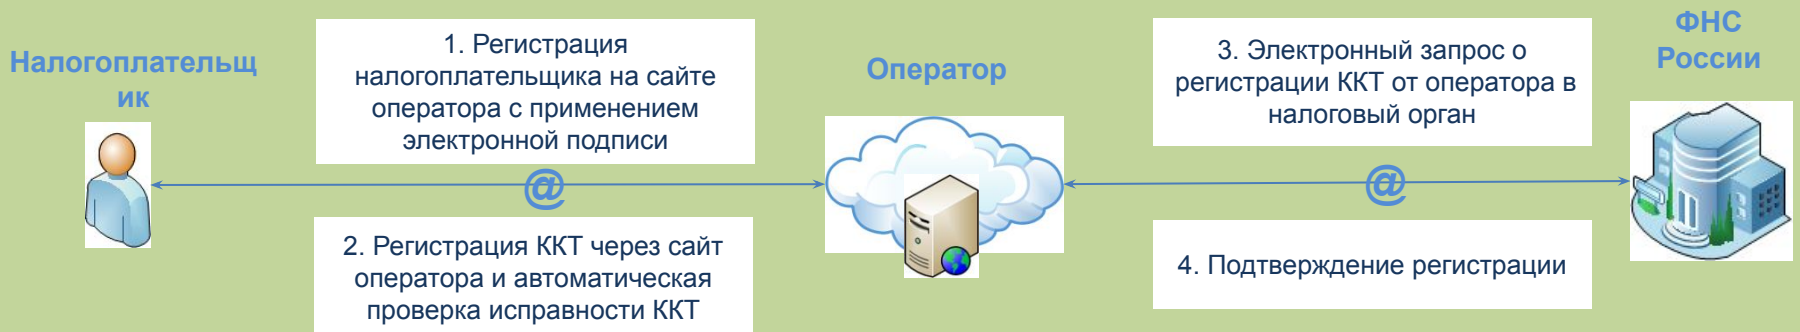 Налогоплательщ
ик
1. Регистрация
налогоплательщика на сайте
оператора с применением
электронной подписи
@
2. Регистрация ККТ через сайт
оператора и автоматическая
проверка исправности ККТ
Оператор
3. Электронный запрос о
регистрации ККТ от оператора в
налоговый орган
@
4. Подтверждение регистрации
ФНС
России